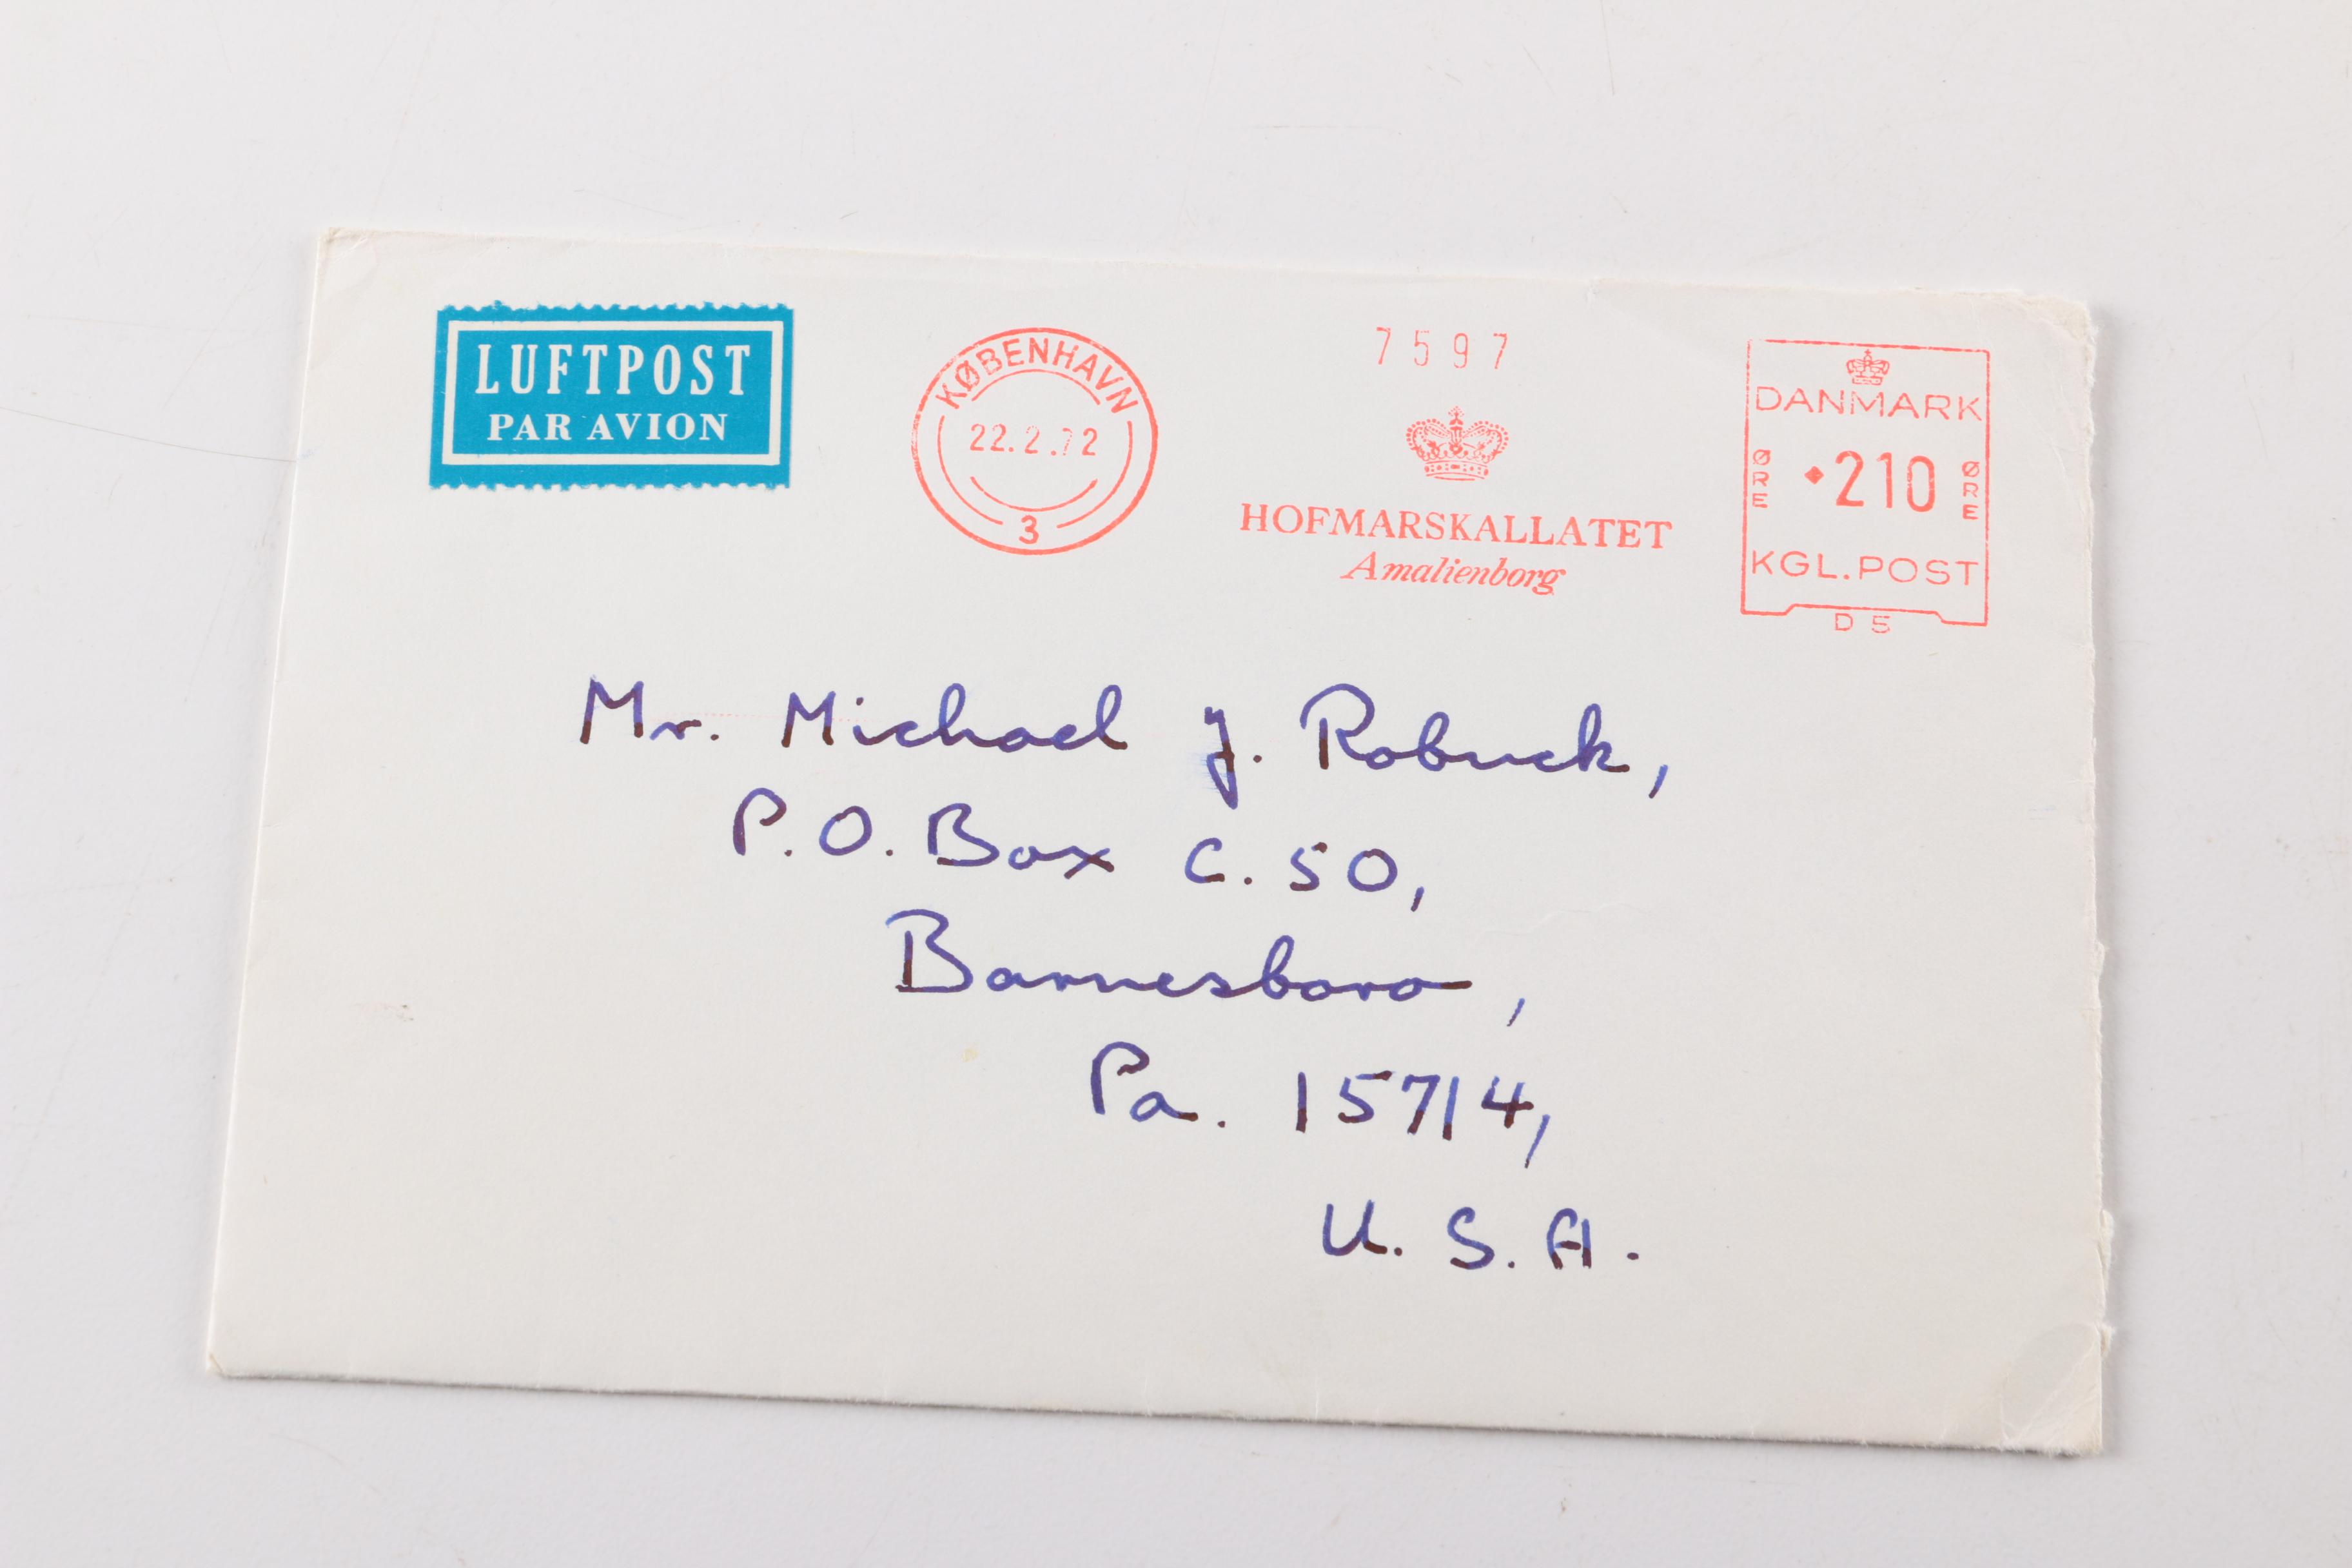 LUFTPOST
PAR AVION
KØBENHAVN
22.2.72
3
7597
HOFMARSKALLATET
Amalienborg
DANMARK
ØRE 210 ØRE
KGL. POST
D 5
Mr. Michael J. Robuck,
P.O. Box C. 50,
Barnesboro,
Pa. 15714,
U. S. A.